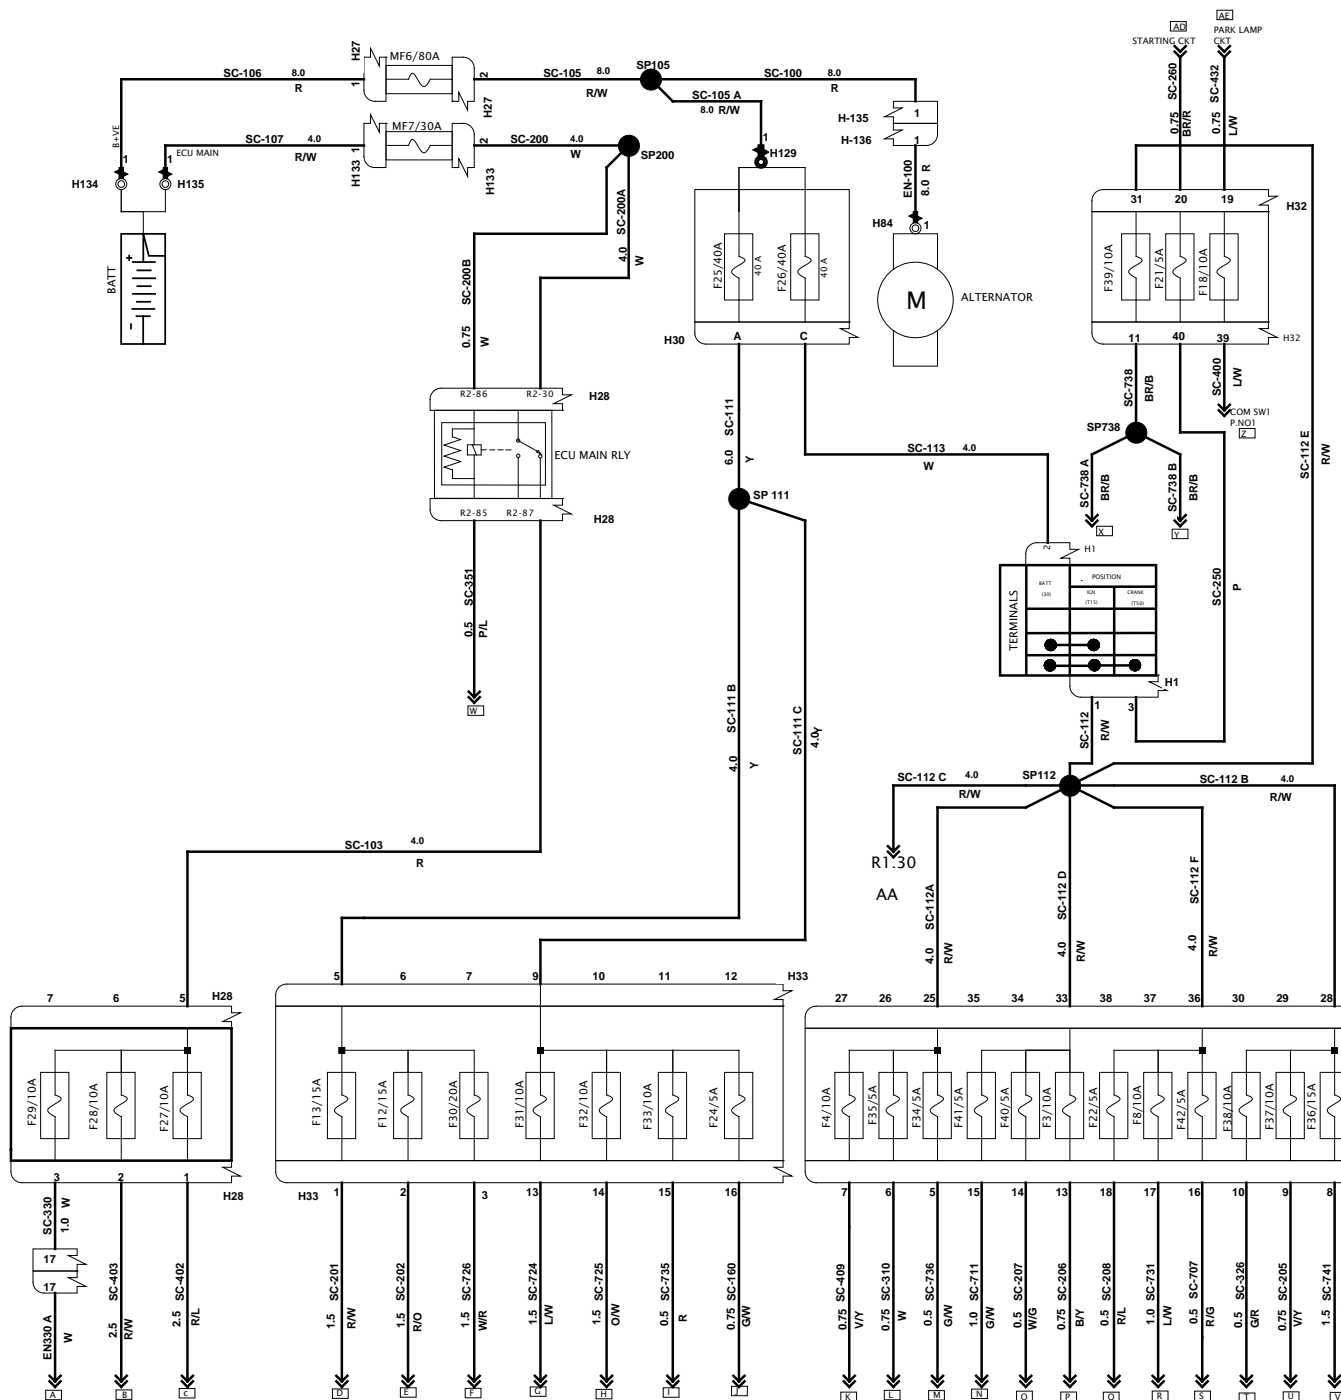 AD
STARTING CKT
AE
PARK LAMP
CKT
SC-260
0.75
BR/R
SC-432
0.75
L/W
H27
MF6/80A
SC-106
8.0
R
1
2
H27
SC-105
8.0
R/W
SP105
SC-100
8.0
R
SC-105 A
8.0 R/W
H-135
1
H-136
1
B+VE
1
1
ECU MAIN
SC-107
4.0
R/W
1
H133
MF7/30A
2
H133
SC-200
4.0
W
SP200
1
H129
EN-100
8.0 R
H134
H135
H84
1
BATT
+
-
SC-200B
0.75
W
SC-200A
4.0
W
F25/40A
40 A
F26/40A
40 A
M
ALTERNATOR
H30
A
C
31
20
19
H32
F39/10A
F21/5A
F18/10A
11
40
39
H32
SC-738
BR/B
SC-400
L/W
COM SW1
P.NO1
Z
SP738
SC-738 A
BR/B
SC-738 B
BR/B
X
Y
SC-112 E
R/W
R2-86
R2-30
H28
ECU MAIN RLY
R2-85
R2-87
H28
SC-351
0.5
P/L
W
SC-111
6.0
Y
SP 111
SC-113
4.0
W
2
H1
TERMINALS
BATT
(30)
POSITION
IGN
(T15)
CRANK
(T50)
H1
1
3
SC-112
R/W
SC-250
P
SC-111 B
4.0
Y
SC-111 C
4.0
Y
SC-112 C
4.0
R/W
SP112
SC-112 B
4.0
R/W
R1.30
AA
SC-103
4.0
R
SC-112A
4.0
R/W
SC-112 D
4.0
R/W
SC-112 F
4.0
R/W
7
6
5
H28
5
6
7
9
10
11
12
H33
27
26
25
35
34
33
38
37
36
30
29
28
F29/10A
F28/10A
F27/10A
F13/15A
F12/15A
F30/20A
F31/10A
F32/10A
F33/10A
F24/5A
F4/10A
F35/5A
F34/5A
F41/5A
F40/5A
F3/10A
F22/5A
F8/10A
F42/5A
F38/10A
F37/10A
F36/15A
3
2
1
H28
H33
1
2
3
13
14
15
16
7
6
5
15
14
13
18
17
16
10
9
8
SC-330
1.0 W
17
17
EN330 A
W
2.5 SC-403
R/W
2.5 SC-402
R/L
1.5 SC-201
R/W
1.5 SC-202
R/O
1.5 SC-726
W/R
1.5 SC-724
L/W
1.5 SC-725
O/W
0.5 SC-735
R
0.75 SC-160
G/W
0.75 SC-409
V/Y
0.75 SC-310
W
0.5 SC-736
G/W
1.0 SC-711
G/W
0.5 SC-207
W/G
0.75 SC-206
B/Y
0.5 SC-208
R/L
1.0 SC-731
L/W
0.5 SC-707
R/G
0.5 SC-326
G/R
0.75 SC-205
V/Y
1.5 SC-741
A
B
C
D
E
F
G
H
I
J
K
L
M
N
O
P
Q
R
S
T
U
V